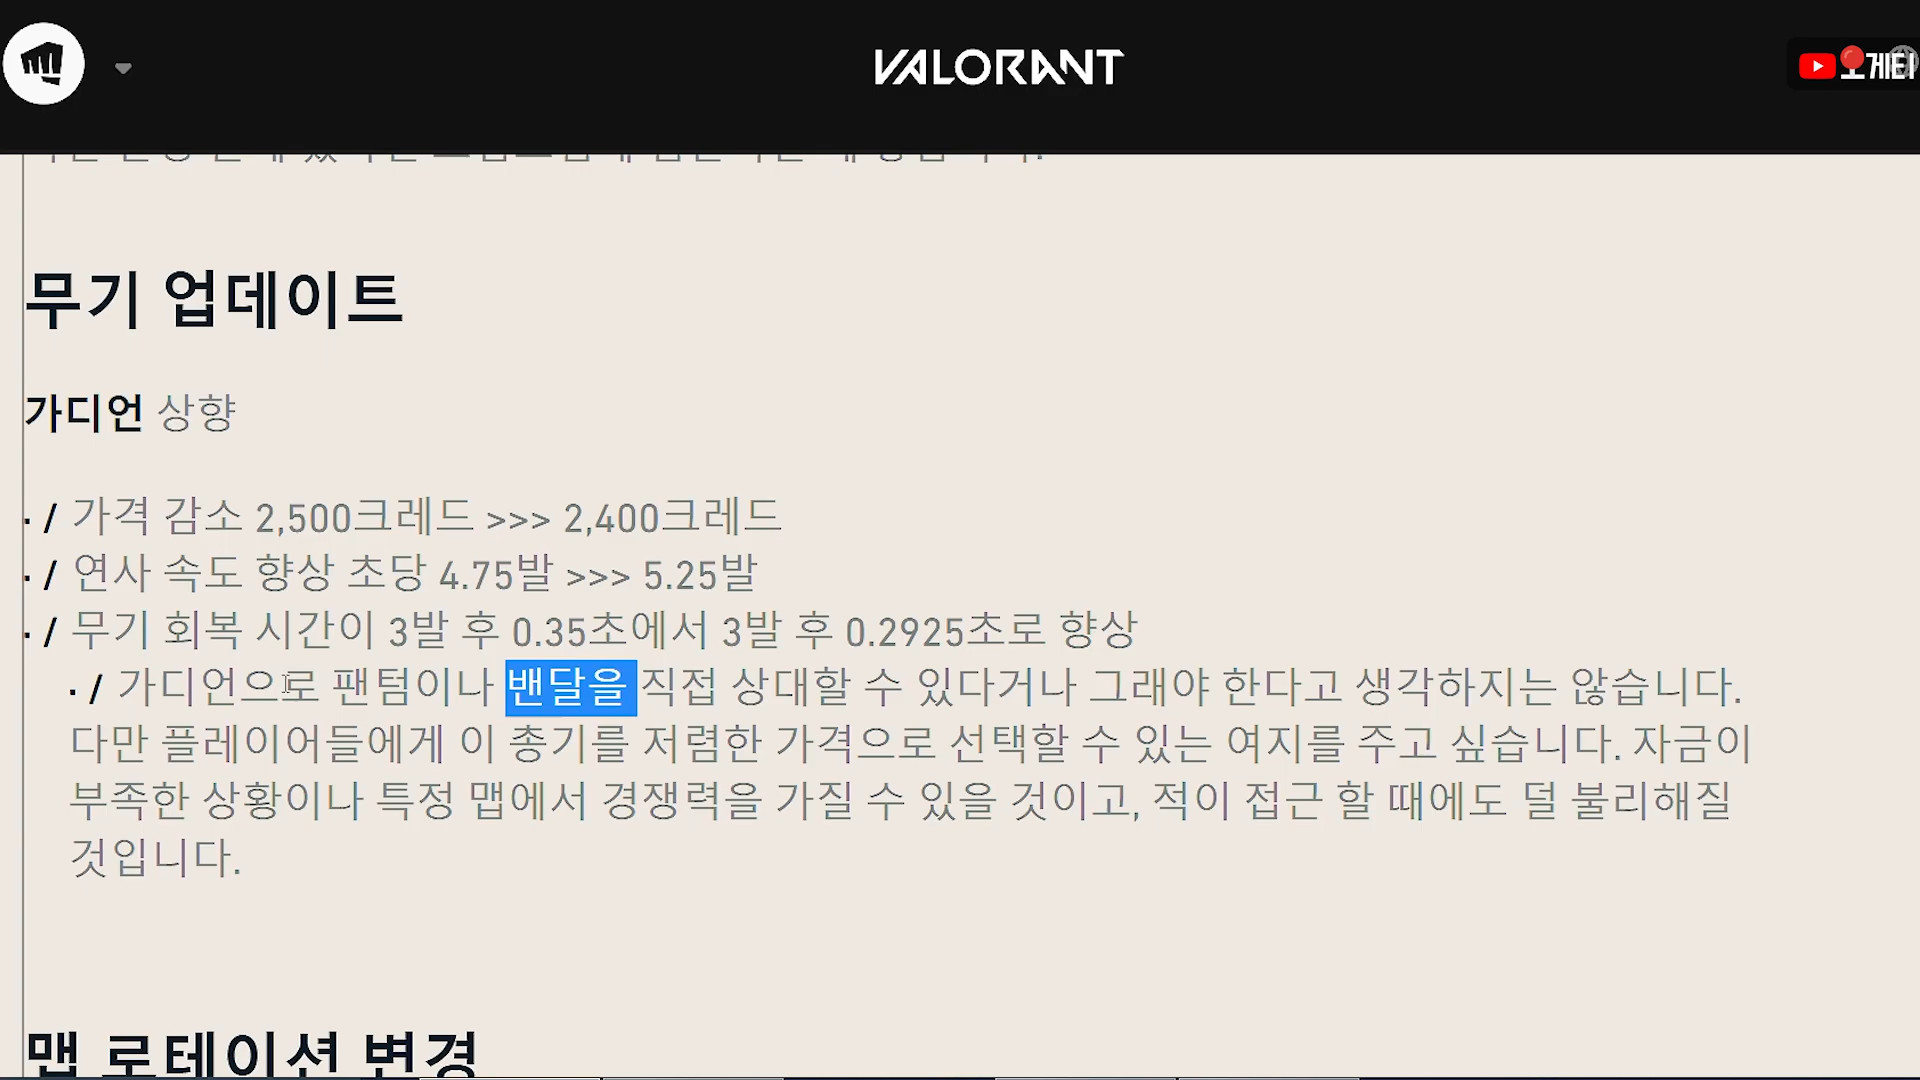 VALORANT
무기 업데이트
가디언 상향
· / 가격 감소 2,500크레드 >>> 2,400크레드
· / 연사 속도 향상 초당 4.75발 >>> 5.25발
· / 무기 회복 시간이 3발 후 0.35초에서 3발 후 0.2925초로 향상
· / 가디언으로 팬텀이나 밴달을 직접 상대할 수 있다거나 그래야 한다고 생각하지는 않습니다.
다만 플레이어들에게 이 총기를 저렴한 가격으로 선택할 수 있는 여지를 주고 싶습니다. 자금이
부족한 상황이나 특정 맵에서 경쟁력을 가질 수 있을 것이고, 적이 접근 할 때에도 덜 불리해질
것입니다.
맵 로테이션 변경